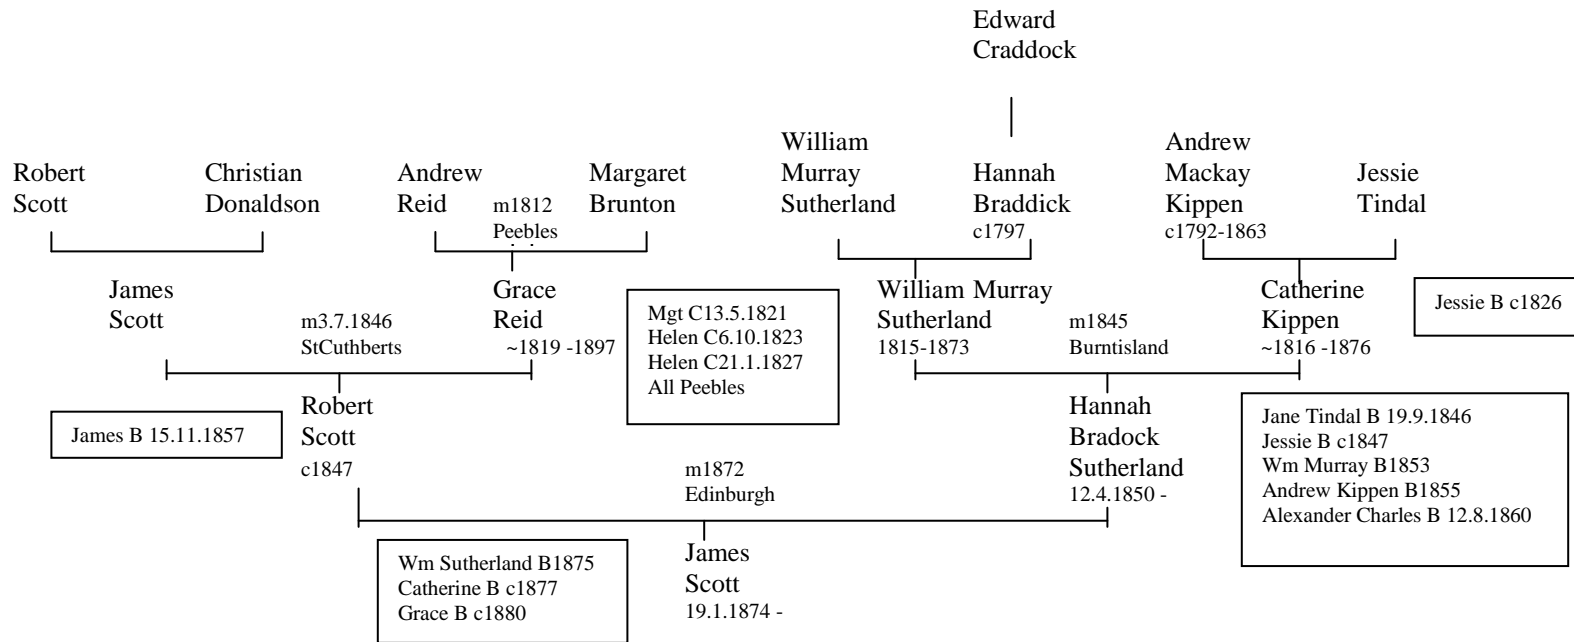 Edward
Craddock
Robert
Scott
Christian
Donaldson
Andrew
Reid
m1812
Peebles
Margaret
Brunton
William
Murray
Sutherland
Hannah
Braddick
c1797
Andrew
Mackay
Kippen
c1792-1863
Jessie
Tindal
James
Scott
m3.7.1846
StCuthberts
Grace
Reid
~1819 -1897
Mgt C13.5.1821
Helen C6.10.1823
Helen C21.1.1827
All Peebles
William Murray
Sutherland
1815-1873
m1845
Burntisland
Catherine
Kippen
~1816 -1876
Jessie B c1826
James B 15.11.1857
Robert
Scott
c1847
m1872
Edinburgh
Hannah
Bradock
Sutherland
12.4.1850 -
Jane Tindal B 19.9.1846
Jessie B c1847
Wm Murray B1853
Andrew Kippen B1855
Alexander Charles B 12.8.1860
Wm Sutherland B1875
Catherine B c1877
Grace B c1880
James
Scott
19.1.1874 -